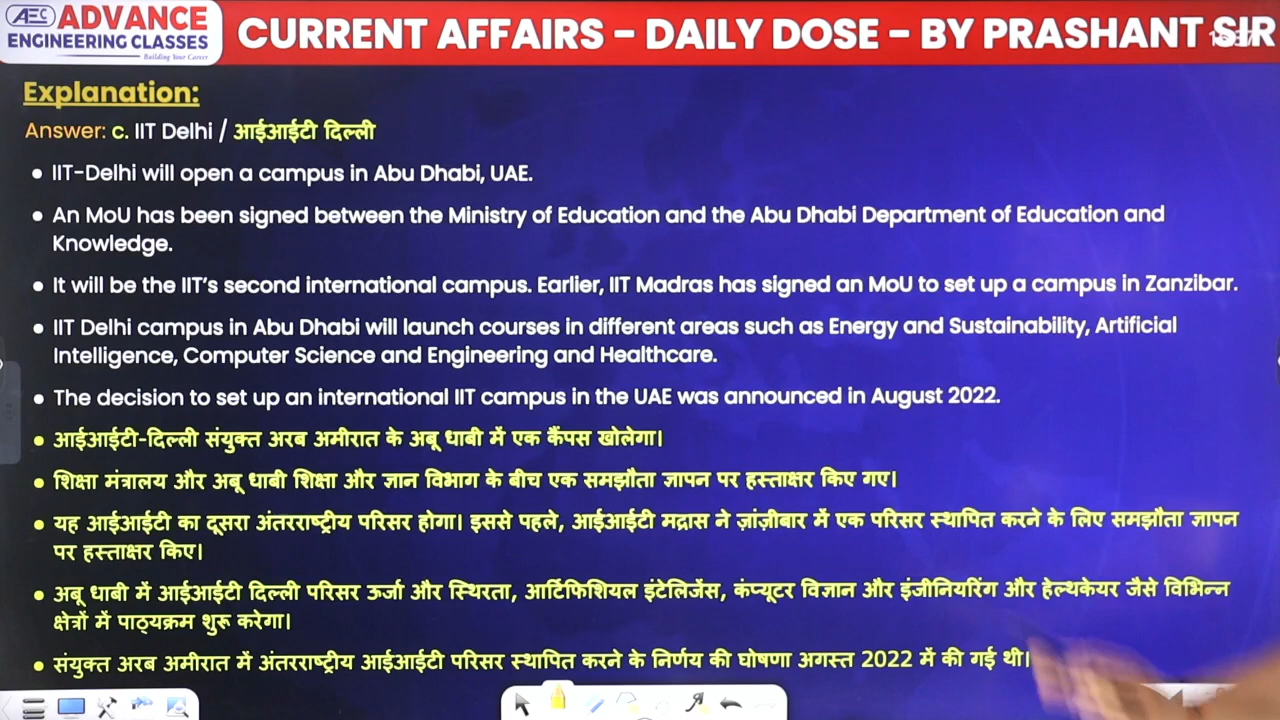 AEC ADVANCE
ENGINEERING CLASSES
Building Your Career
CURRENT AFFAIRS - DAILY DOSE - BY PRASHANT SIR
Explanation:
Answer: c. IIT Delhi / आईआईटी दिल्ली
• IIT-Delhi will open a campus in Abu Dhabi, UAE.
• An MoU has been signed between the Ministry of Education and the Abu Dhabi Department of Education and
Knowledge.
• It will be the IIT's second international campus. Earlier, IIT Madras has signed an MoU to set up a campus in Zanzibar.
• IIT Delhi campus in Abu Dhabi will launch courses in different areas such as Energy and Sustainability, Artificial
Intelligence, Computer Science and Engineering and Healthcare.
• The decision to set up an international IIT campus in the UAE was announced in August 2022.
• आईआईटी-दिल्ली संयुक्त अरब अमीरात के अबू धाबी में एक कैंपस खोलेगा।
• शिक्षा मंत्रालय और अबू धाबी शिक्षा और ज्ञान विभाग के बीच एक समझौता ज्ञापन पर हस्ताक्षर किए गए।
• यह आईआईटी का दूसरा अंतरराष्ट्रीय परिसर होगा। इससे पहले, आईआईटी मद्रास ने ज़ांज़ीबार में एक परिसर स्थापित करने के लिए समझौता ज्ञापन
पर हस्ताक्षर किए।
• अबू धाबी में आईआईटी दिल्ली परिसर ऊर्जा और स्थिरता, आर्टिफिशियल इंटेलिजेंस, कंप्यूटर विज्ञान और इंजीनियरिंग और हेल्थकेयर जैसे विभिन्न
क्षेत्रों में पाठ्यक्रम शुरू करेगा।
• संयुक्त अरब अमीरात में अंतरराष्ट्रीय आईआईटी परिसर स्थापित करने के निर्णय की घोषणा अगस्त 2022 में की गई थी।